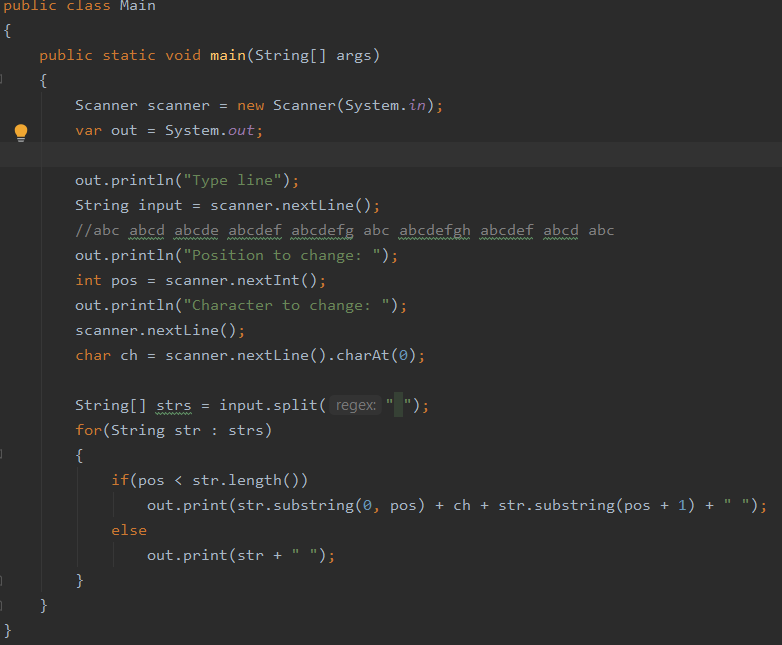 public class Main
{
    public static void main(String[] args)
    {
        Scanner scanner = new Scanner(System.in);
        var out = System.out;

        out.println("Type line");
        String input = scanner.nextLine();
        //abc abcd abcde abcdef abcdefg abc abcdefgh abcdef abcd abc
        out.println("Position to change: ");
        int pos = scanner.nextInt();
        out.println("Character to change: ");
        scanner.nextLine();
        char ch = scanner.nextLine().charAt(0);

        String[] strs = input.split( regex: " ");
        for(String str : strs)
        {
            if(pos < str.length())
                out.print(str.substring(0, pos) + ch + str.substring(pos + 1) + " ");
            else
                out.print(str + " ");
        }
    }
}